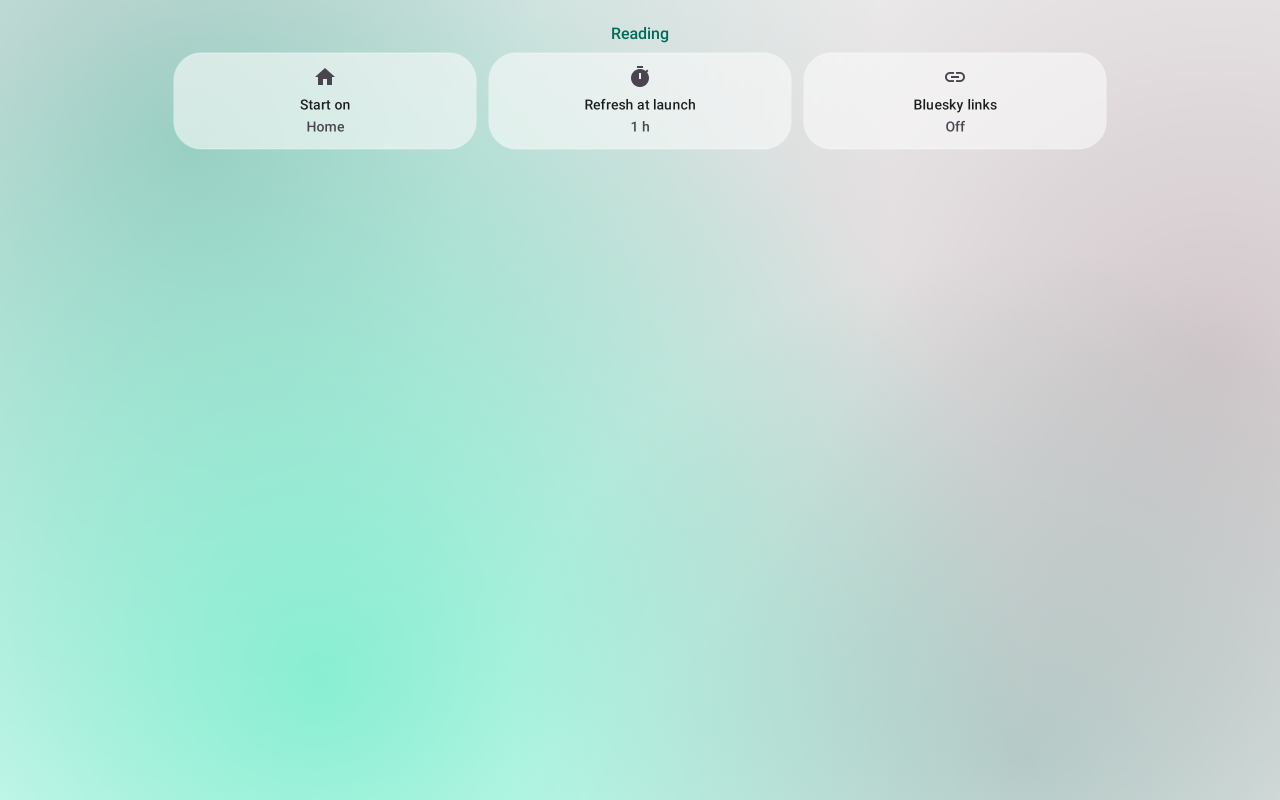 Reading
Start on
Home
Refresh at launch
1 h
Bluesky links
Off